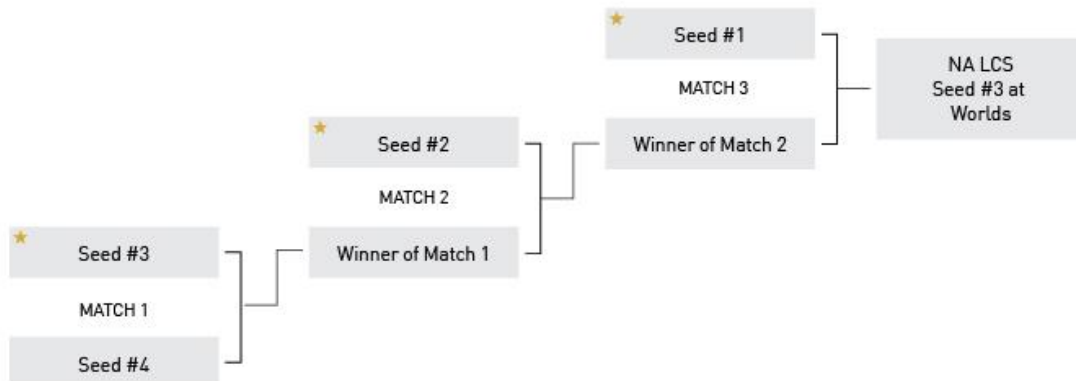 Seed #1
MATCH 3
Winner of Match 2
NA LCS
Seed #3 at
Worlds
Seed #2
MATCH 2
Winner of Match 1
Seed #3
MATCH 1
Seed #4